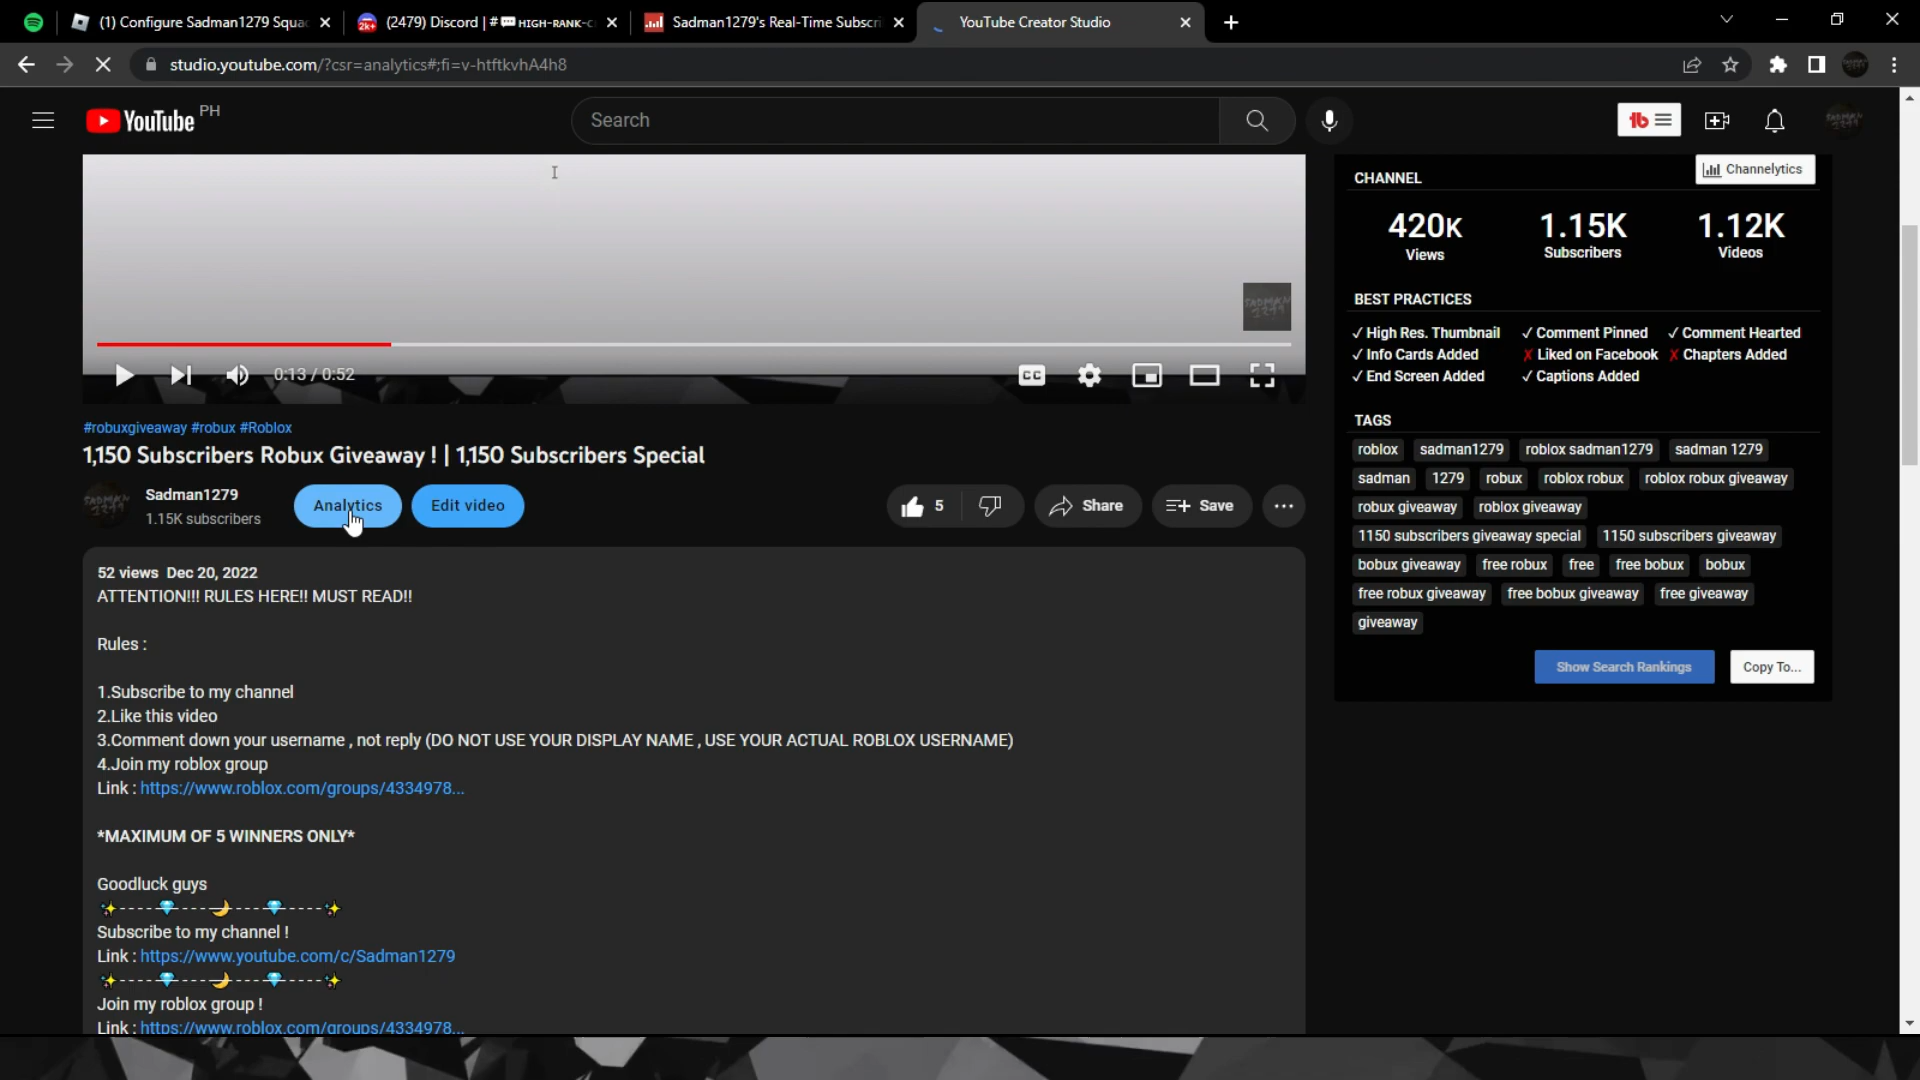 (1) Configure Sadman1279 Squa
2K+ (2479) Discord | #💬HIGH-RANK-C
Sadman1279's Real-Time Subscri
YouTube Creator Studio
studio.youtube.com/?csr=analytics#;fi=v-htftkvhA4h8
YouTube PH
Search
CHANNEL
Channelytics
420K 1.15K 1.12K
Views Subscribers Videos
BEST PRACTICES
✓ High Res. Thumbnail ✓ Comment Pinned ✓ Comment Hearted
✓ Info Cards Added ✗ Liked on Facebook ✗ Chapters Added
✓ End Screen Added ✓ Captions Added
SADMAN
1279
0:13 / 0:52
CC
TAGS
roblox sadman1279 roblox sadman1279 sadman 1279
sadman 1279 robux roblox robux roblox robux giveaway
robux giveaway roblox giveaway
1150 subscribers giveaway special 1150 subscribers giveaway
bobux giveaway free robux free free bobux bobux
free robux giveaway free bobux giveaway free giveaway
giveaway
Show Search Rankings Copy To...
#robuxgiveaway #robux #Roblox
1,150 Subscribers Robux Giveaway ! | 1,150 Subscribers Special
Sadman1279
1.15K subscribers
Analytics Edit video
5 Share Save
52 views Dec 20, 2022
ATTENTION!!! RULES HERE!! MUST READ!!
Rules :
1.Subscribe to my channel
2.Like this video
3.Comment down your username , not reply (DO NOT USE YOUR DISPLAY NAME , USE YOUR ACTUAL ROBLOX USERNAME)
4.Join my roblox group
Link : https://www.roblox.com/groups/4334978...
*MAXIMUM OF 5 WINNERS ONLY*
Goodluck guys
✨-----💎-----🌙-----💎-----✨
Subscribe to my channel !
Link : https://www.youtube.com/c/Sadman1279
✨-----💎-----🌙-----💎-----✨
Join my roblox group !
Link : https://www.roblox.com/groups/4334978...